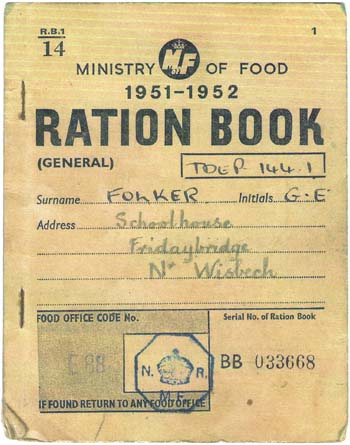 R.B.1 1
14
MINISTRY MF OF FOOD
1951-1952
RATION BOOK
(GENERAL) TDEP 144.1
Surname FOLKER Initials G.E
Address Schoolhouse
Fridaybridge
Nr Wisbech
FOOD OFFICE CODE No. Serial No. of Ration Book
E 68
N. R. BB 033668
M.F.
IF FOUND RETURN TO ANY FOOD OFFICE